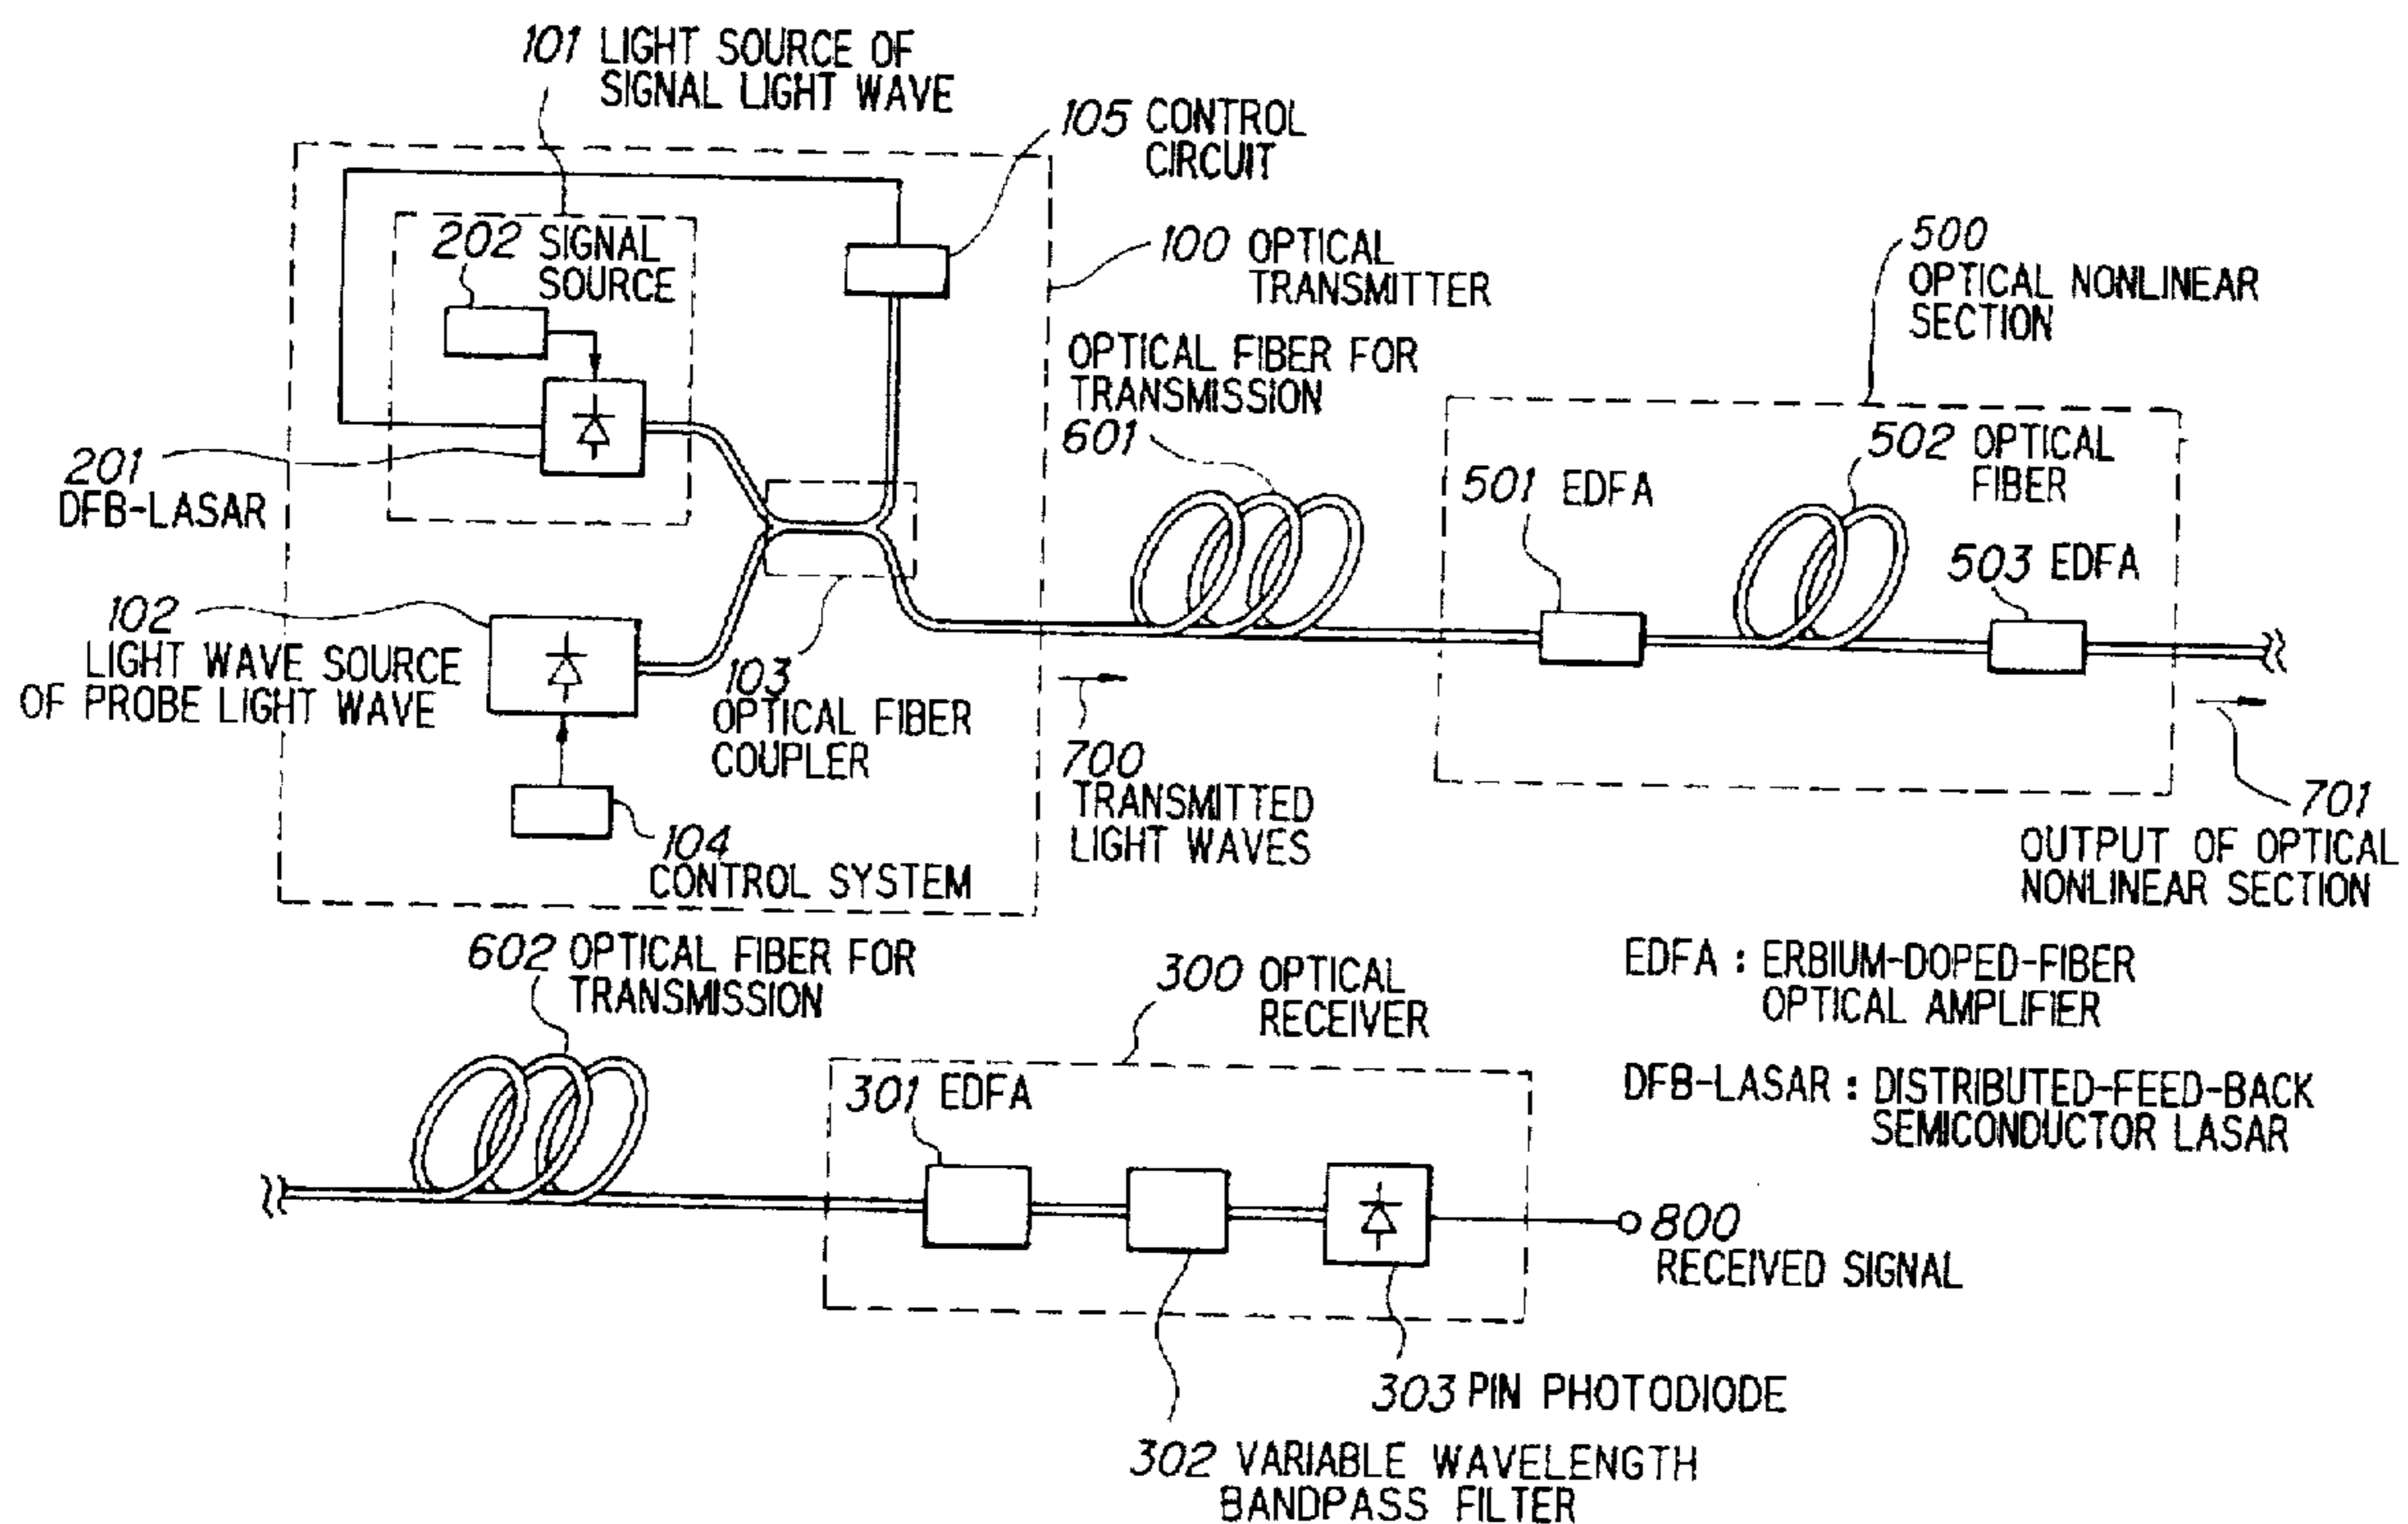 101 LIGHT SOURCE OF
SIGNAL LIGHT WAVE
105 CONTROL
CIRCUIT
202 SIGNAL
SOURCE
100 OPTICAL
TRANSMITTER
500
OPTICAL NONLINEAR
SECTION
OPTICAL FIBER FOR
TRANSMISSION
601
201
DFB-LASAR
501 EDFA
502 OPTICAL
FIBER
503 EDFA
102
LIGHT WAVE SOURCE
OF PROBE LIGHT WAVE
103
OPTICAL FIBER
COUPLER
700
TRANSMITTED
LIGHT WAVES
104
CONTROL SYSTEM
701
OUTPUT OF OPTICAL
NONLINEAR SECTION
602 OPTICAL FIBER FOR
TRANSMISSION
300 OPTICAL
RECEIVER
EDFA : ERBIUM-DOPED-FIBER
OPTICAL AMPLIFIER
301 EDFA
DFB-LASAR : DISTRIBUTED-FEED-BACK
SEMICONDUCTOR LASAR
800
RECEIVED SIGNAL
303 PIN PHOTODIODE
302 VARIABLE WAVELENGTH
BANDPASS FILTER